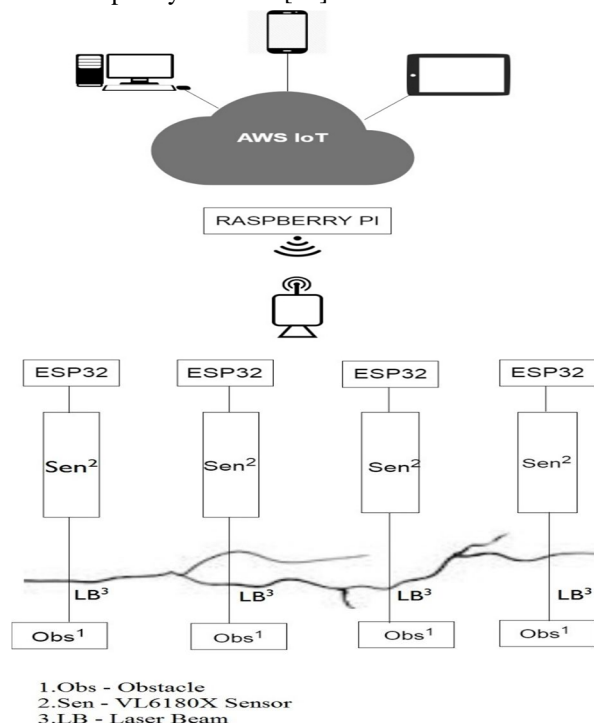 AWS IoT
RASPBERRY PI
ESP32 ESP32 ESP32 ESP32
Sen² Sen² Sen² Sen²
LB³ LB³ LB³ LB³
Obs¹ Obs¹ Obs¹ Obs¹
1.Obs - Obstacle
2.Sen - VL6180X Sensor
3.LB - Laser Beam